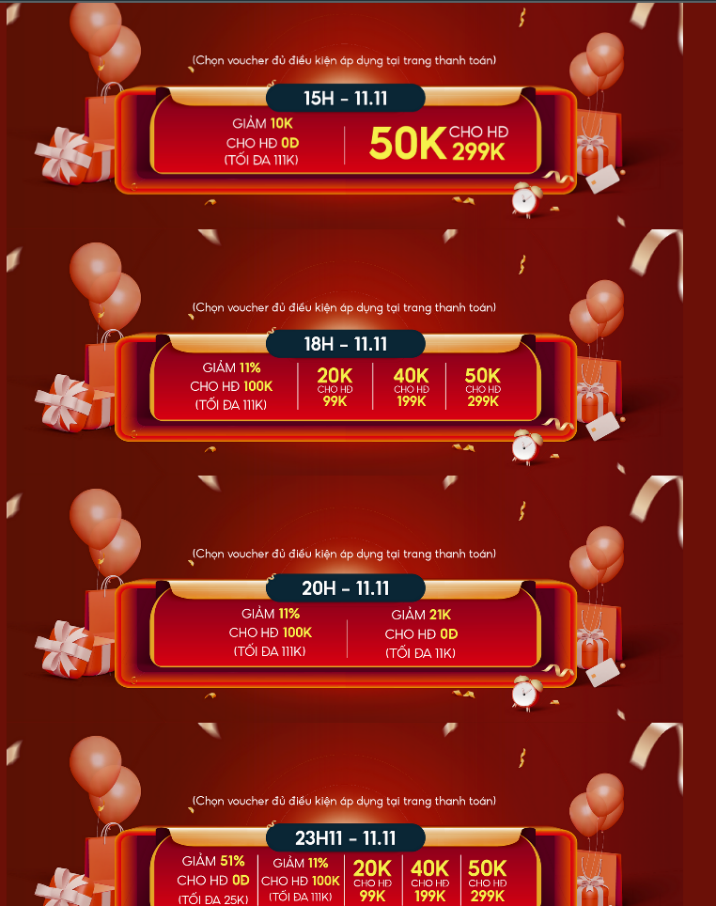 (Chọn voucher đủ điều kiện áp dụng tại trang thanh toán)
15H - 11.11
GIẢM 10K
CHO HĐ 0Đ
(TỐI ĐA 111K)
50K CHO HĐ
299K
(Chọn voucher đủ điều kiện áp dụng tại trang thanh toán)
18H - 11.11
GIẢM 11%
CHO HĐ 100K
(TỐI ĐA 111K)
20K
CHO HĐ
99K
40K
CHO HĐ
199K
50K
CHO HĐ
299K
(Chọn voucher đủ điều kiện áp dụng tại trang thanh toán)
20H - 11.11
GIẢM 11%
CHO HĐ 100K
(TỐI ĐA 111K)
GIẢM 21K
CHO HĐ 0Đ
(TỐI ĐA 11K)
(Chọn voucher đủ điều kiện áp dụng tại trang thanh toán)
23H11 - 11.11
GIẢM 51%
CHO HĐ 0Đ
(TỐI ĐA 25K)
GIẢM 11%
CHO HĐ 100K
(TỐI ĐA 111K)
20K
CHO HĐ
99K
40K
CHO HĐ
199K
50K
CHO HĐ
299K